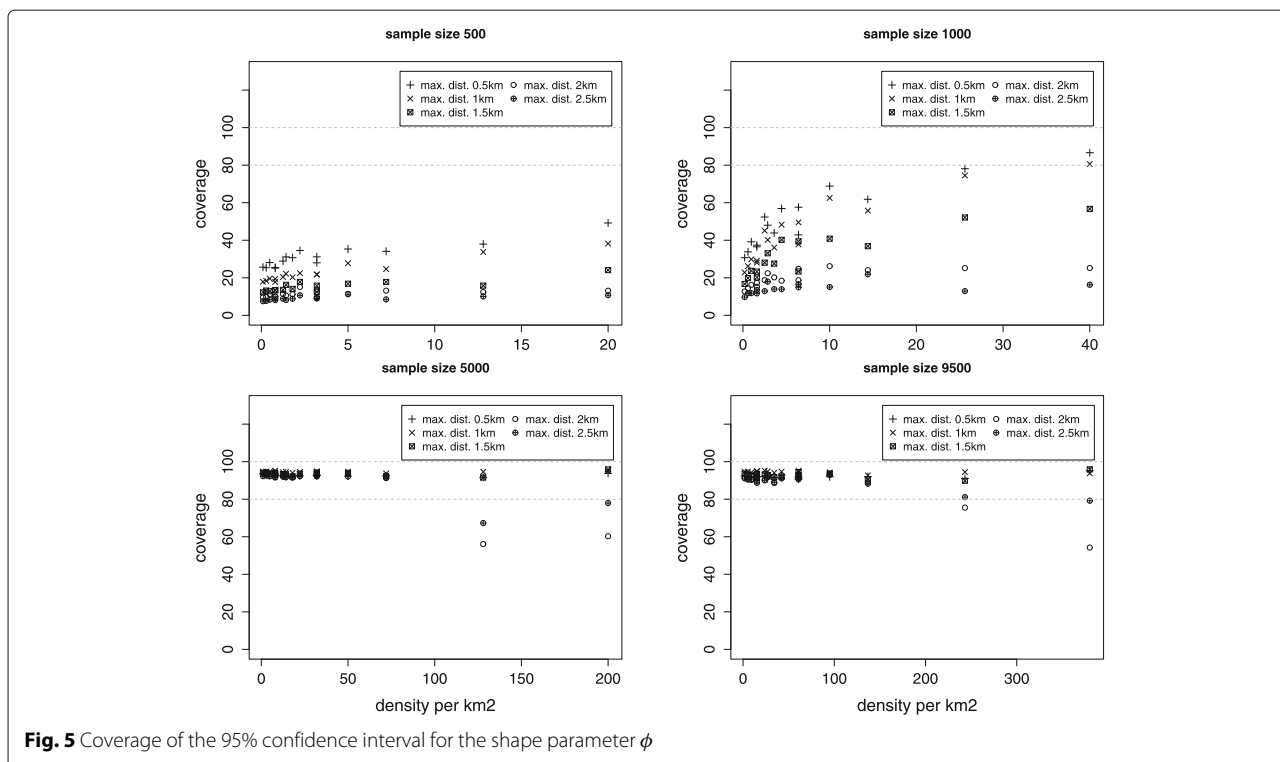 sample size 500
max. dist. 0.5km
max. dist. 2km
max. dist. 1km
max. dist. 2.5km
max. dist. 1.5km
coverage
0 20 40 60 80 100
0 5 10 15 20
sample size 1000
max. dist. 0.5km
max. dist. 2km
max. dist. 1km
max. dist. 2.5km
max. dist. 1.5km
coverage
0 20 40 60 80 100
0 10 20 30 40
sample size 5000
max. dist. 0.5km
max. dist. 2km
max. dist. 1km
max. dist. 2.5km
max. dist. 1.5km
coverage
0 20 40 60 80 100
0 50 100 150 200
density per km2
sample size 9500
max. dist. 0.5km
max. dist. 2km
max. dist. 1km
max. dist. 2.5km
max. dist. 1.5km
coverage
0 20 40 60 80 100
0 100 200 300
density per km2
Fig. 5 Coverage of the 95% confidence interval for the shape parameter ϕ